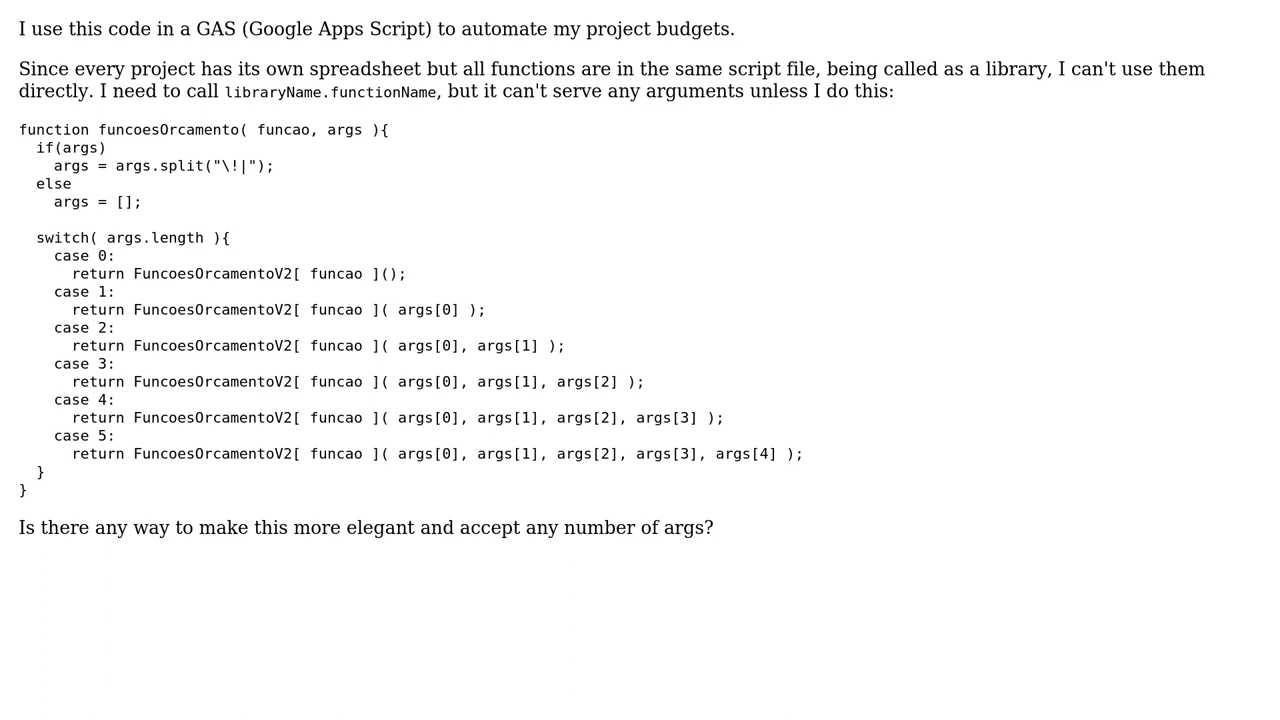 I use this code in a GAS (Google Apps Script) to automate my project budgets.
Since every project has its own spreadsheet but all functions are in the same script file, being called as a library, I can't use them
directly. I need to call libraryName.functionName, but it can't serve any arguments unless I do this:
function funcoesOrcamento( funcao, args ){
  if(args)
    args = args.split("\!|");
  else
    args = [];

  switch( args.length ){
    case 0:
      return FuncoesOrcamentoV2[ funcao ]();
    case 1:
      return FuncoesOrcamentoV2[ funcao ]( args[0] );
    case 2:
      return FuncoesOrcamentoV2[ funcao ]( args[0], args[1] );
    case 3:
      return FuncoesOrcamentoV2[ funcao ]( args[0], args[1], args[2] );
    case 4:
      return FuncoesOrcamentoV2[ funcao ]( args[0], args[1], args[2], args[3] );
    case 5:
      return FuncoesOrcamentoV2[ funcao ]( args[0], args[1], args[2], args[3], args[4] );
  }
}
Is there any way to make this more elegant and accept any number of args?